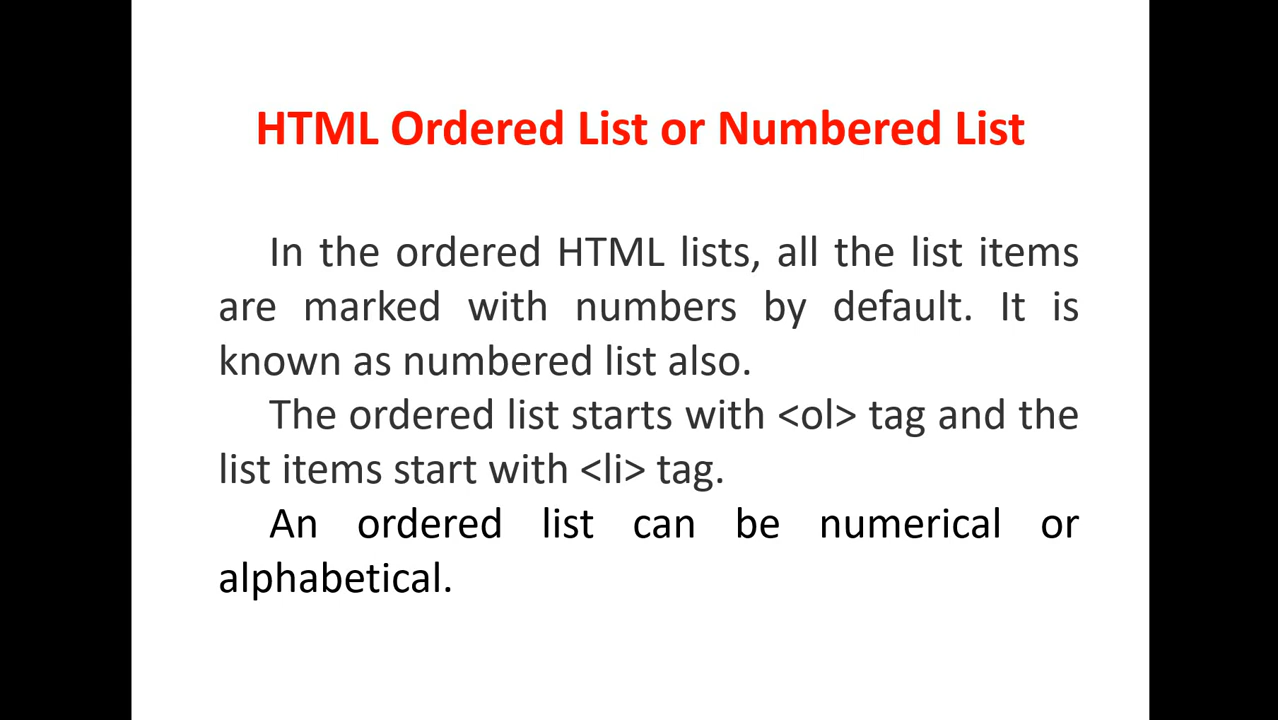 HTML Ordered List or Numbered List
In the ordered HTML lists, all the list items
are marked with numbers by default. It is
known as numbered list also.
The ordered list starts with <ol> tag and the
list items start with <li> tag.
An ordered list can be numerical or
alphabetical.